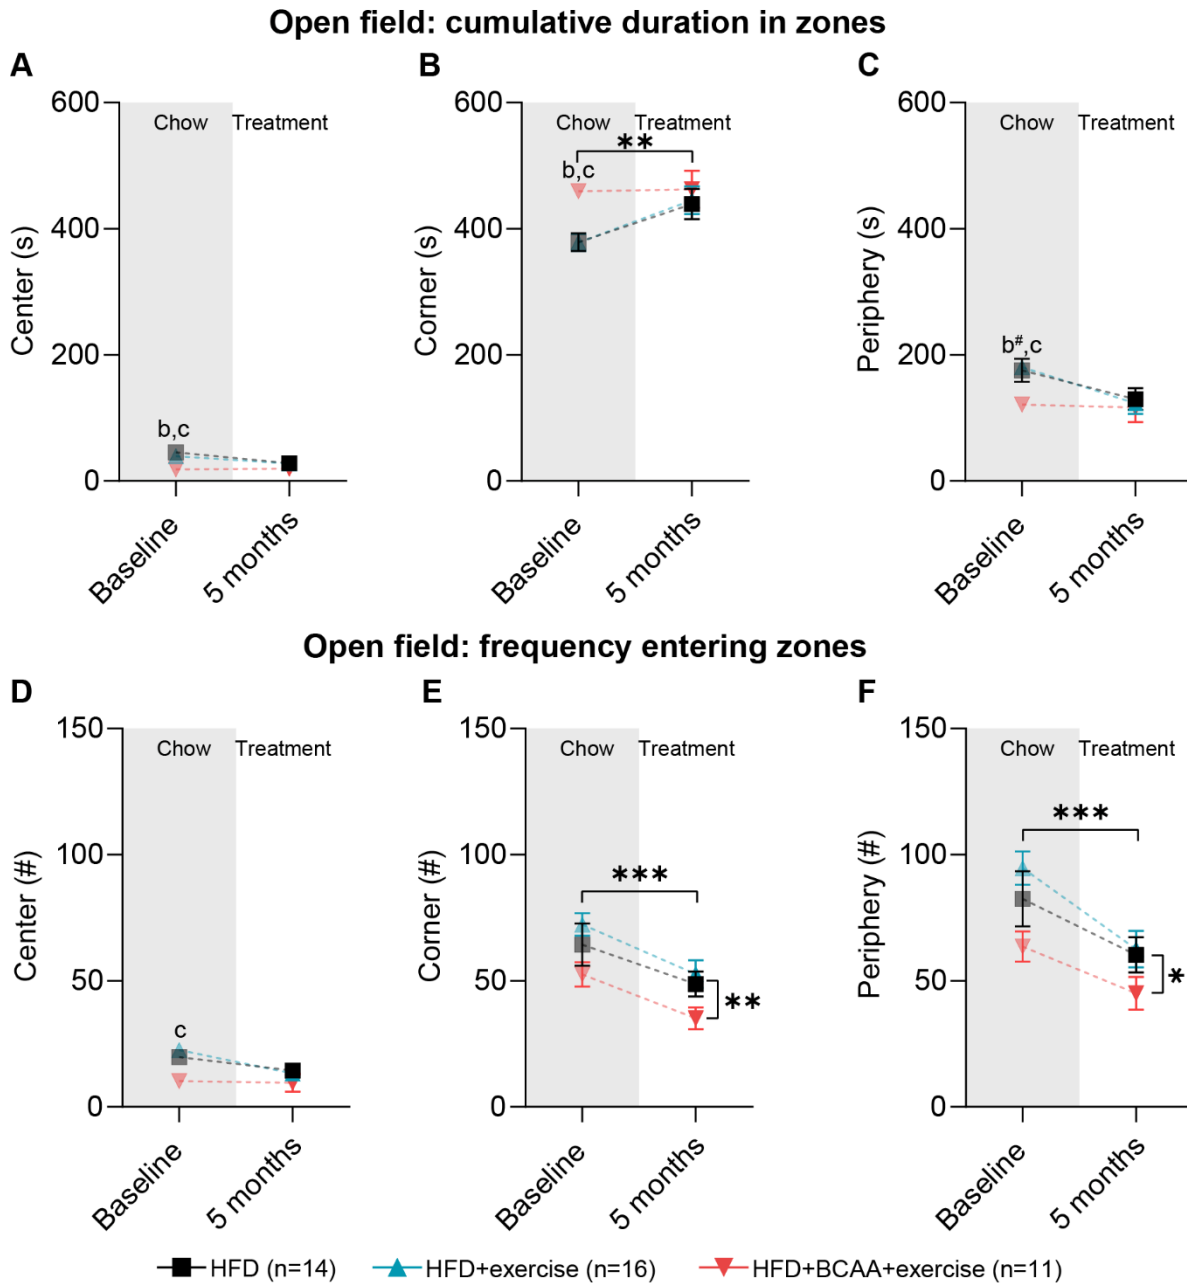 Open field: cumulative duration in zones
A
B
C
600
400
200
0
Center (s)
Chow
Treatment
b,c
Baseline
5 months
600
400
200
0
Corner (s)
Chow
Treatment
**
b,c
Baseline
5 months
600
400
200
0
Periphery (s)
Chow
Treatment
b#,c
Baseline
5 months
Open field: frequency entering zones
D
E
F
150
100
50
0
Center (#)
Chow
Treatment
c
Baseline
5 months
150
100
50
0
Corner (#)
Chow
Treatment
***
**
Baseline
5 months
150
100
50
0
Periphery (#)
Chow
Treatment
***
*
Baseline
5 months
HFD (n=14)
HFD+exercise (n=16)
HFD+BCAA+exercise (n=11)